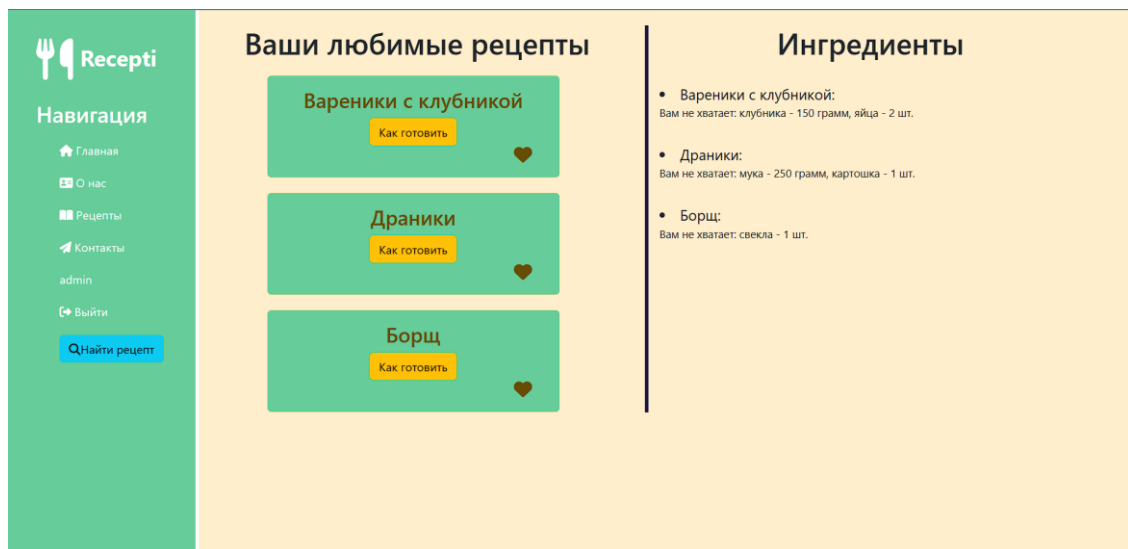 Recepti
Навигация
Главная
О нас
Рецепты
Контакты
admin
Выйти
Найти рецепт
Ваши любимые рецепты
Вареники с клубникой
Как готовить
Драники
Как готовить
Борщ
Как готовить
Ингредиенты
Вареники с клубникой:
Вам не хватает: клубника - 150 грамм, яйца - 2 шт.
Драники:
Вам не хватает: мука - 250 грамм, картошка - 1 шт.
Борщ:
Вам не хватает: свекла - 1 шт.